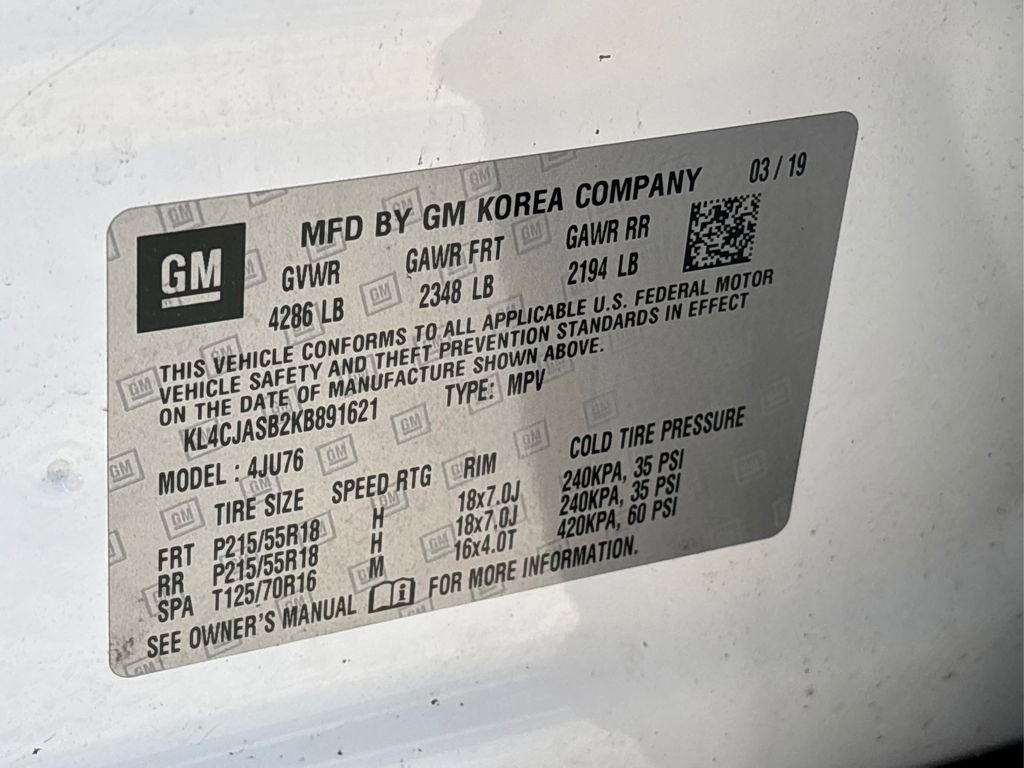 MFD BY GM KOREA COMPANY 03 / 19
GM
GVWR GAWR FRT GAWR RR
4286 LB 2348 LB 2194 LB
THIS VEHICLE CONFORMS TO ALL APPLICABLE U.S. FEDERAL MOTOR
VEHICLE SAFETY AND THEFT PREVENTION STANDARDS IN EFFECT
ON THE DATE OF MANUFACTURE SHOWN ABOVE.
KL4CJASB2KB891621 TYPE: MPV
MODEL : 4JU76
TIRE SIZE SPEED RTG RIM COLD TIRE PRESSURE
FRT P215/55R18 H 18x7.0J 240KPA, 35 PSI
RR P215/55R18 H 18x7.0J 240KPA, 35 PSI
SPA T125/70R16 M 16x4.0T 420KPA, 60 PSI
SEE OWNER'S MANUAL i FOR MORE INFORMATION.